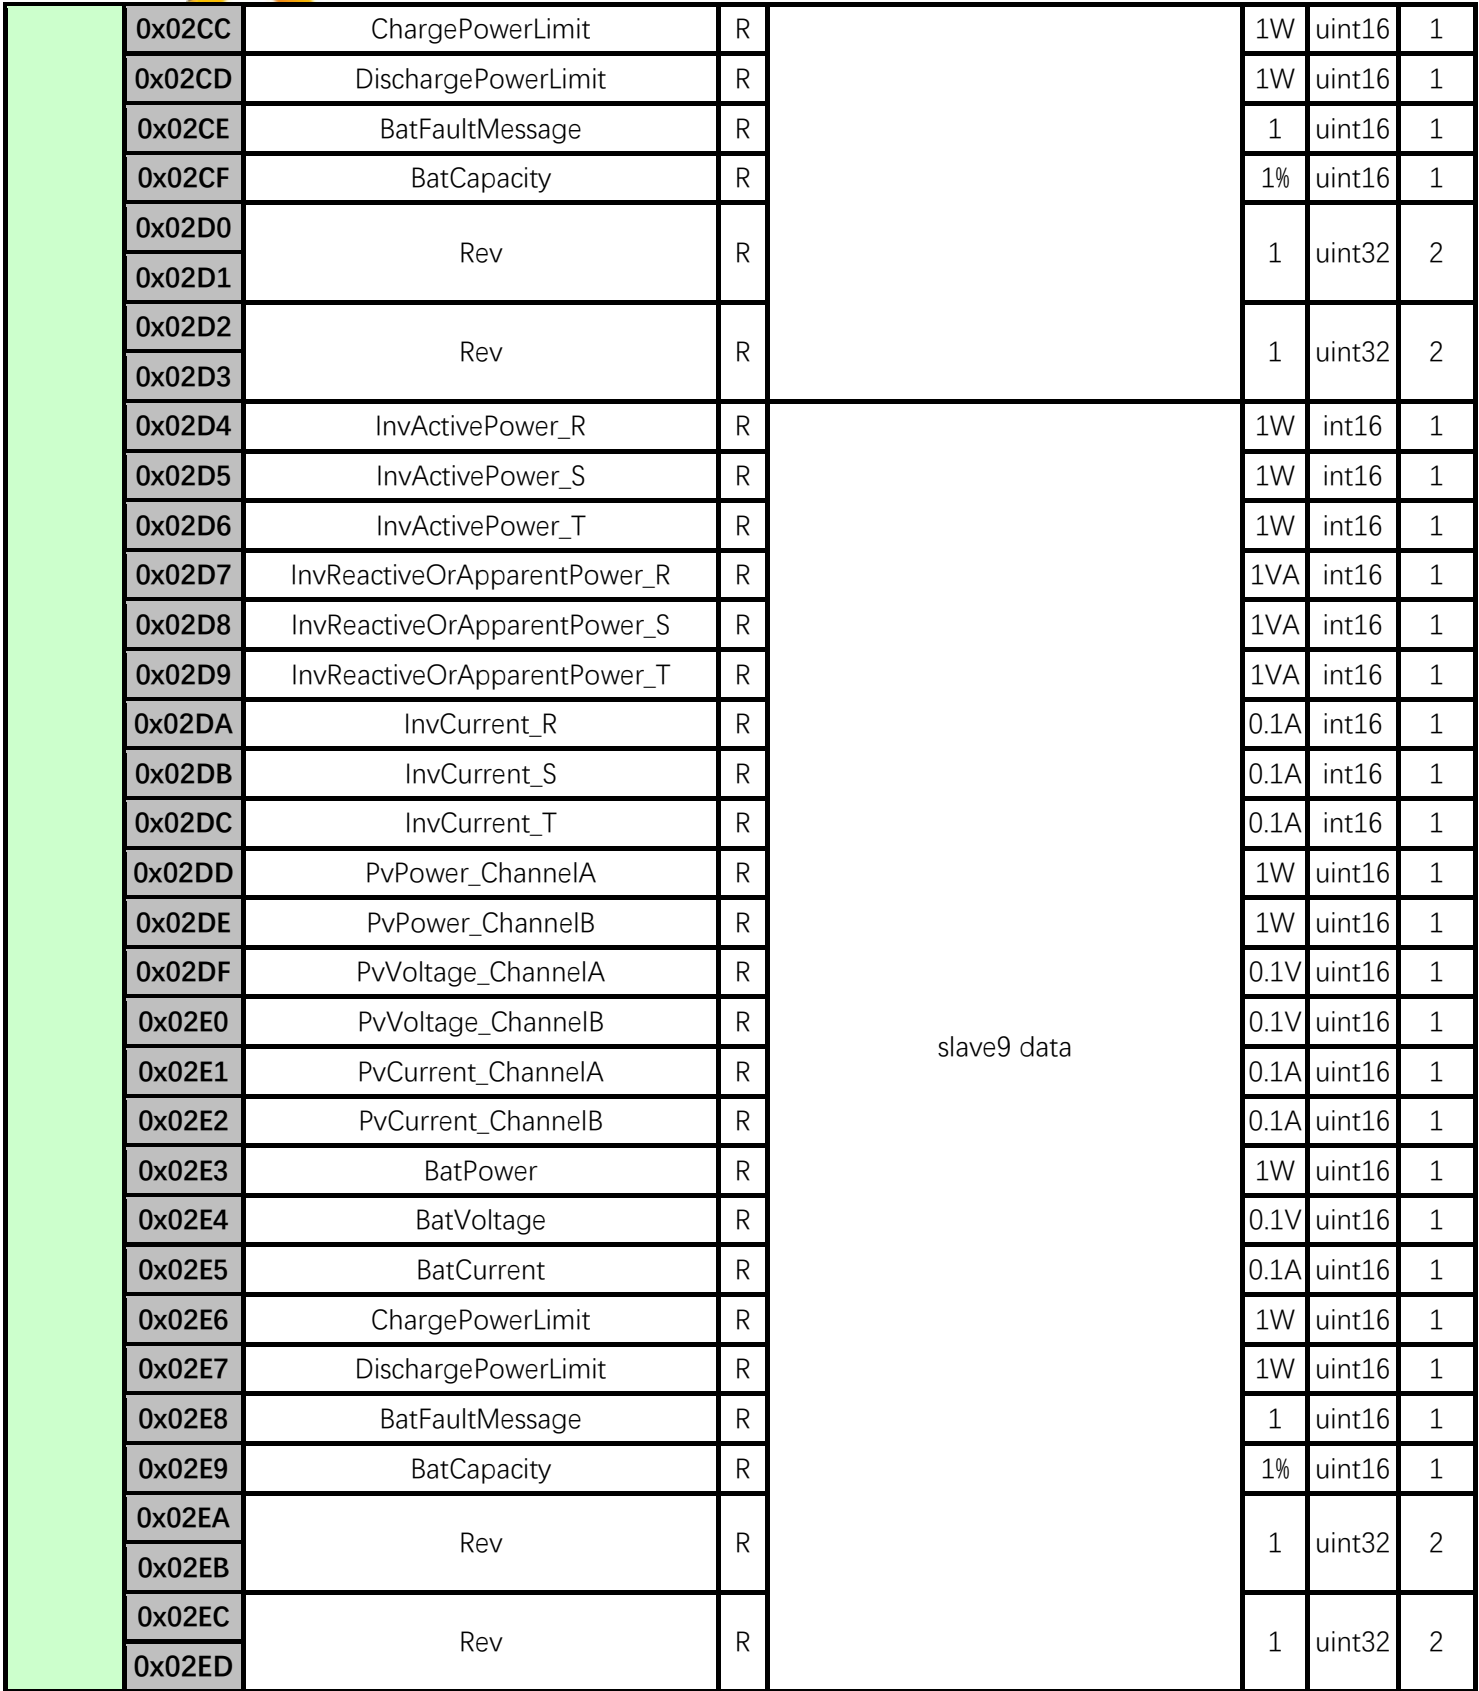 0x02CC ChargePowerLimit R 1W uint16 1
0x02CD DischargePowerLimit R 1W uint16 1
0x02CE BatFaultMessage R 1 uint16 1
0x02CF BatCapacity R 1% uint16 1
0x02D0
Rev R 1 uint32 2
0x02D1
0x02D2
Rev R 1 uint32 2
0x02D3
0x02D4 InvActivePower_R R 1W int16 1
0x02D5 InvActivePower_S R 1W int16 1
0x02D6 InvActivePower_T R 1W int16 1
0x02D7 InvReactiveOrApparentPower_R R 1VA int16 1
0x02D8 InvReactiveOrApparentPower_S R 1VA int16 1
0x02D9 InvReactiveOrApparentPower_T R 1VA int16 1
0x02DA InvCurrent_R R 0.1A int16 1
0x02DB InvCurrent_S R 0.1A int16 1
0x02DC InvCurrent_T R 0.1A int16 1
0x02DD PvPower_ChannelA R 1W uint16 1
0x02DE PvPower_ChannelB R 1W uint16 1
0x02DF PvVoltage_ChannelA R 0.1V uint16 1
0x02E0 PvVoltage_ChannelB R 0.1V uint16 1
slave9 data
0x02E1 PvCurrent_ChannelA R 0.1A uint16 1
0x02E2 PvCurrent_ChannelB R 0.1A uint16 1
0x02E3 BatPower R 1W uint16 1
0x02E4 BatVoltage R 0.1V uint16 1
0x02E5 BatCurrent R 0.1A uint16 1
0x02E6 ChargePowerLimit R 1W uint16 1
0x02E7 DischargePowerLimit R 1W uint16 1
0x02E8 BatFaultMessage R 1 uint16 1
0x02E9 BatCapacity R 1% uint16 1
0x02EA
Rev R 1 uint32 2
0x02EB
0x02EC
Rev R 1 uint32 2
0x02ED